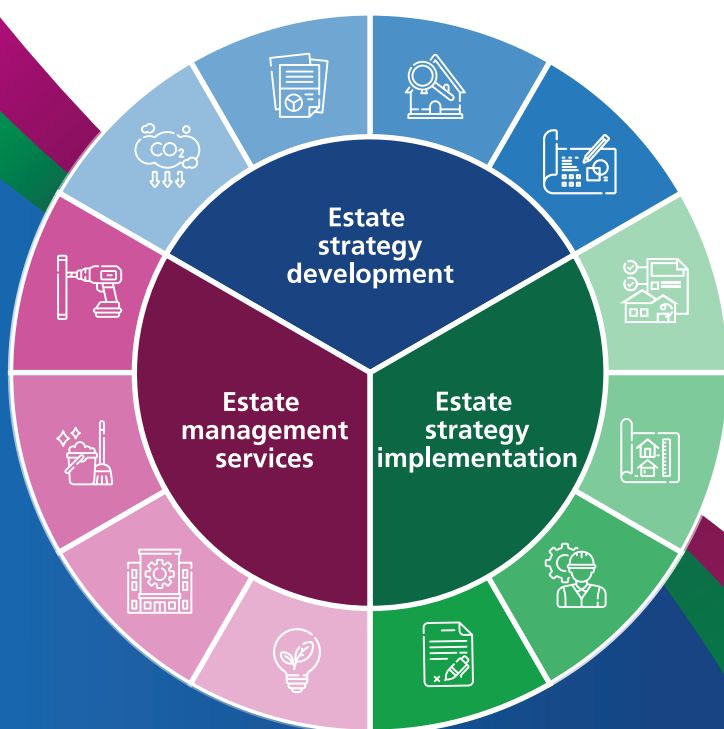 CO₂
Estate
strategy
development
Estate
management
services
Estate
strategy
implementation